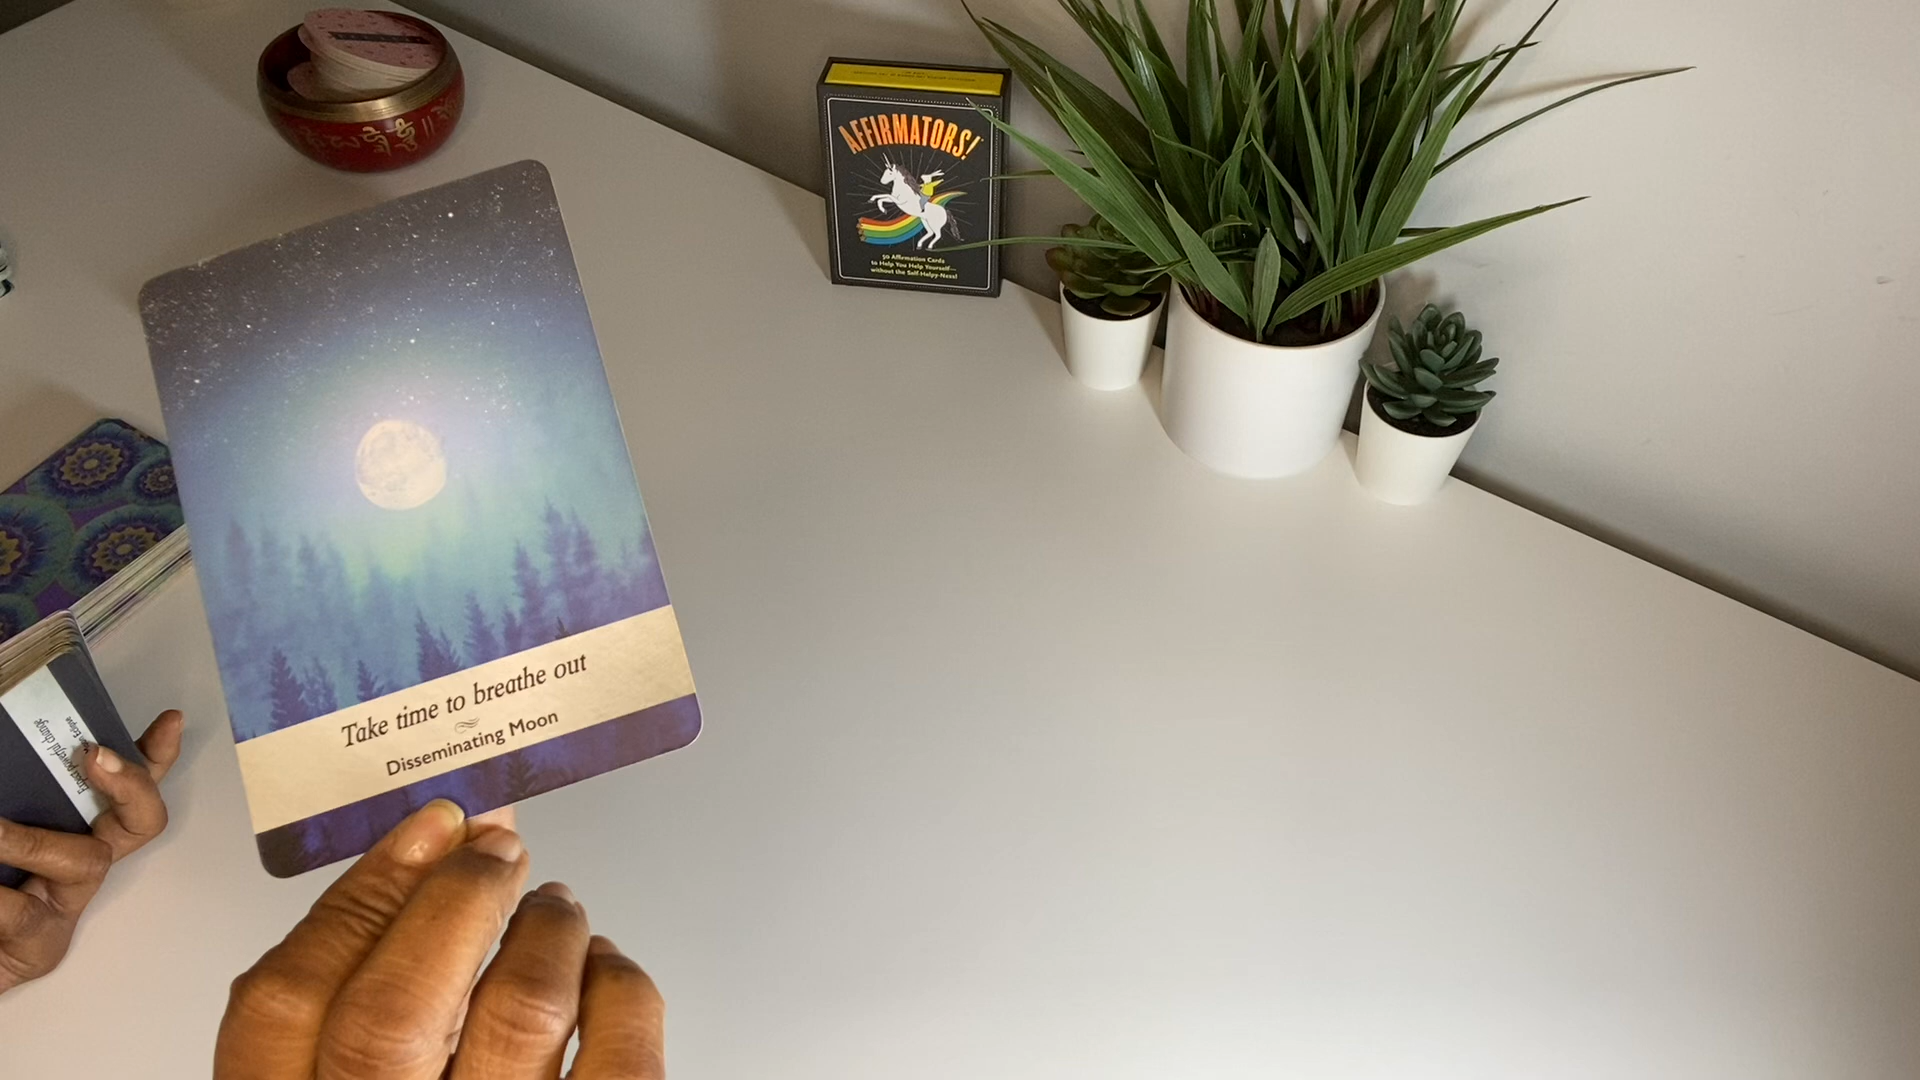 AFFIRMATORS!
50 Affirmation Cards
to Help You Help Yourself—
without the Self-Helpy-Ness!
Take time to breathe out
Disseminating Moon
Expect powerful change
Eclipse